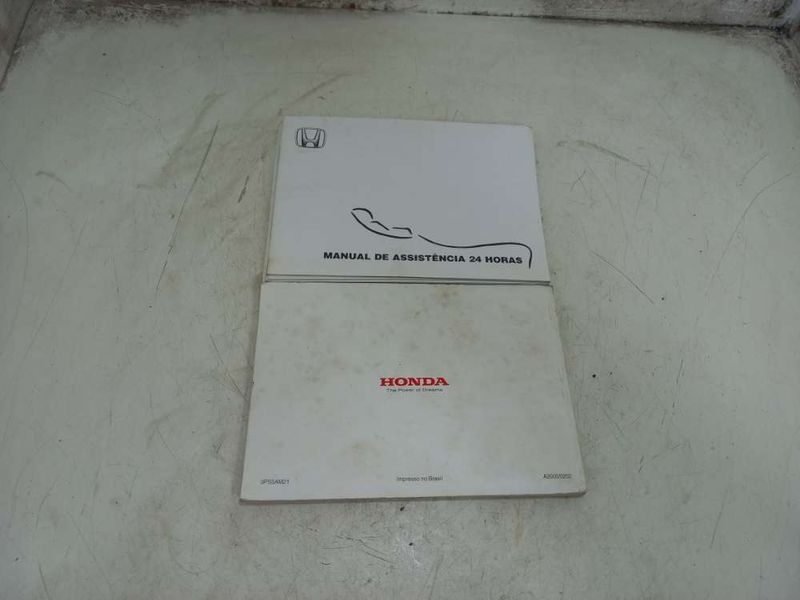 MANUAL DE ASSISTÊNCIA 24 HORAS
HONDA
The Power of Dreams
Impresso no Brasil